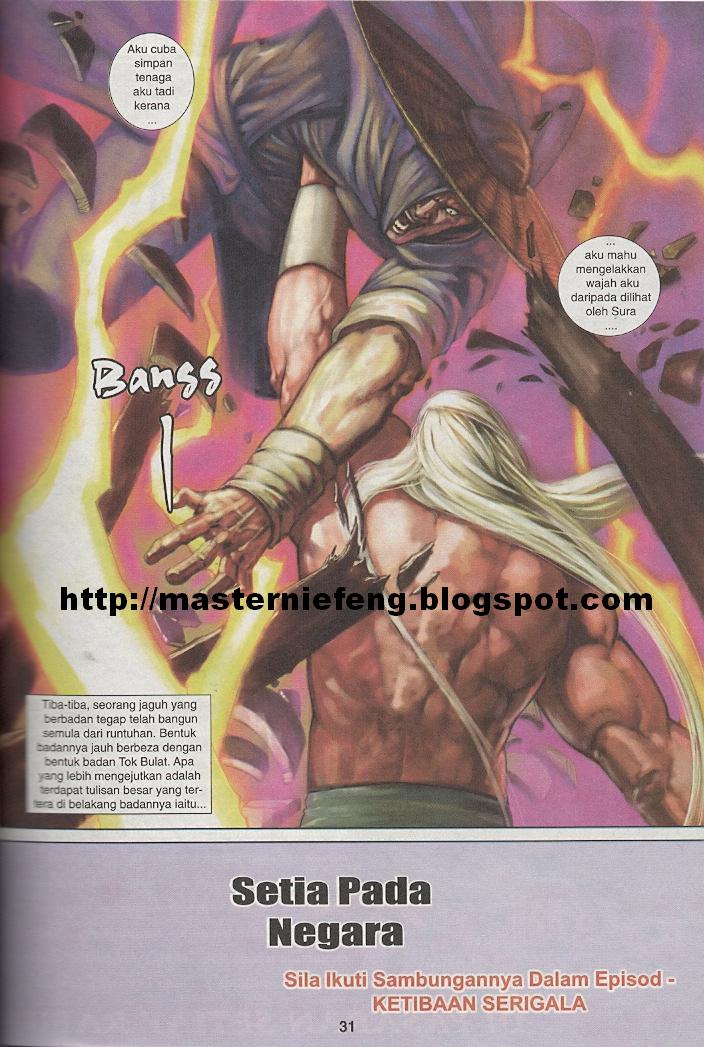 Aku cuba
simpan
tenaga
aku tadi
kerana
...
...
aku mahu
mengelakkan
wajah aku
daripada dilihat
oleh Sura
....
Bangg
!
http://masterniefeng.blogspot.com
Tiba-tiba, seorang jaguh yang
berbadan tegap telah bangun
semula dari runtuhan. Bentuk
badannya jauh berbeza dengan
bentuk badan Tok Bulat. Apa
yang lebih mengejutkan adalah
terdapat tulisan besar yang ter-
tera di belakang badannya iaitu...
Setia Pada
Negara
Sila Ikuti Sambungannya Dalam Episod -
KETIBAAN SERIGALA
31